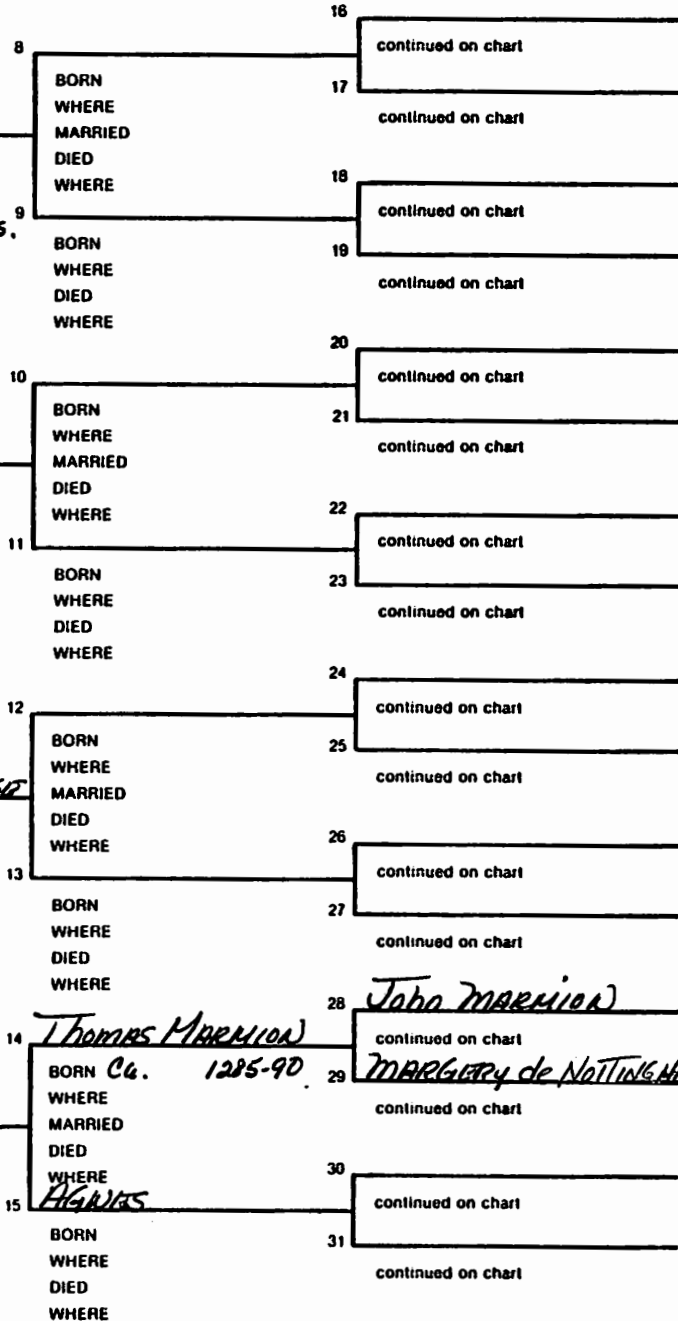 16
continued on chart
8
BORN
17
WHERE
continued on chart
MARRIED
DIED
WHERE
18
continued on chart
9
s.
BORN
19
WHERE
continued on chart
DIED
WHERE
20
continued on chart
10
BORN
21
WHERE
continued on chart
MARRIED
DIED
WHERE
22
continued on chart
11
BORN
23
WHERE
continued on chart
DIED
WHERE
24
continued on chart
12
BORN
25
WHERE
continued on chart
MARRIED
DIED
WHERE
26
continued on chart
13
BORN
27
WHERE
continued on chart
DIED
WHERE
28 John MARMION
14 Thomas MARMION
continued on chart
BORN Ca. 1285-90
29 MARGERY de NOTTINGHA
WHERE
continued on chart
MARRIED
DIED
WHERE
30
continued on chart
15 AGNES
BORN
31
WHERE
continued on chart
DIED
WHERE